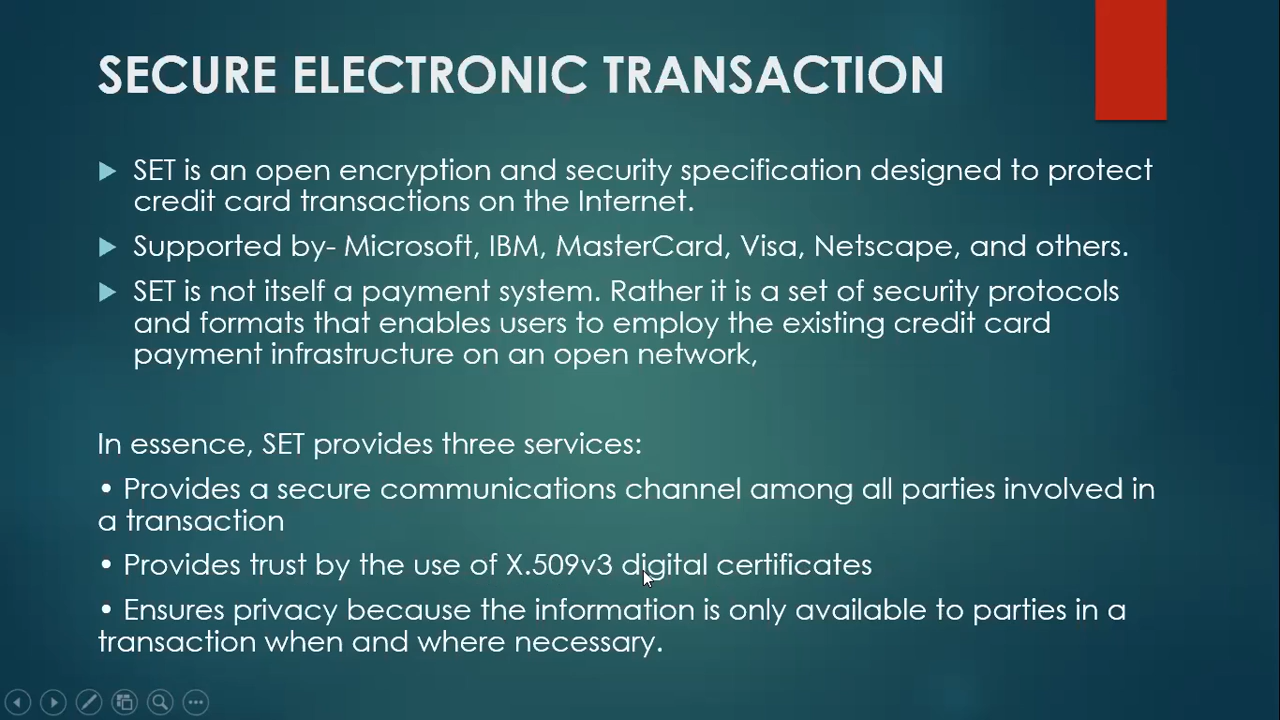 SECURE ELECTRONIC TRANSACTION
SET is an open encryption and security specification designed to protect
credit card transactions on the Internet.
Supported by- Microsoft, IBM, MasterCard, Visa, Netscape, and others.
SET is not itself a payment system. Rather it is a set of security protocols
and formats that enables users to employ the existing credit card
payment infrastructure on an open network,
In essence, SET provides three services:
• Provides a secure communications channel among all parties involved in
a transaction
• Provides trust by the use of X.509v3 digital certificates
• Ensures privacy because the information is only available to parties in a
transaction when and where necessary.